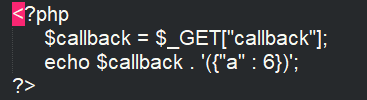 <?php
$callback = $_GET["callback"];
echo $callback . '({"a" : 6})';
?>